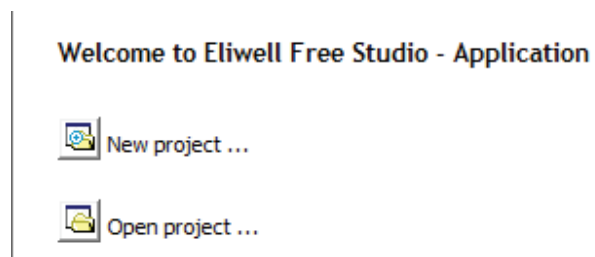 Welcome to Eliwell Free Studio - Application
New project ...
Open project ...